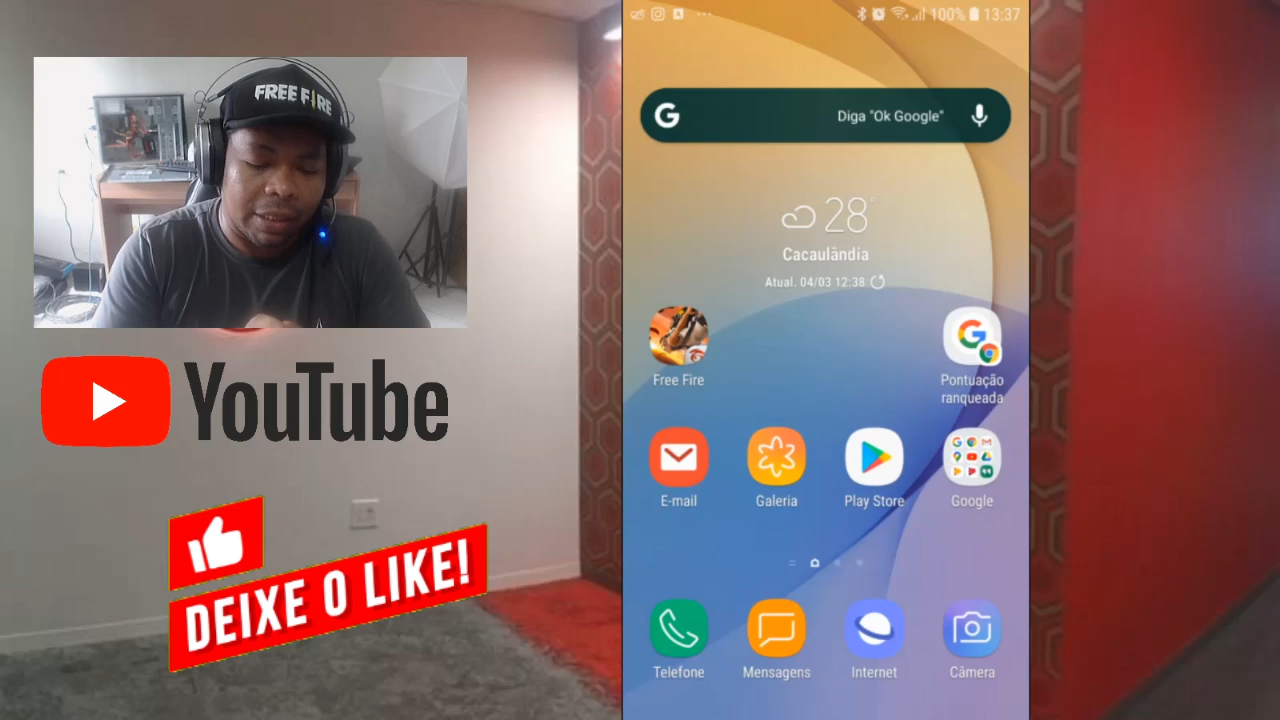 FREE FIRE
YouTube
DEIXE O LIKE!
100% 13:37
Diga "Ok Google"
28°
Cacaulândia
Atual. 04/03 12:38
Free Fire
Pontuação
ranqueada
E-mail
Galeria
Play Store
Google
Telefone
Mensagens
Internet
Câmera